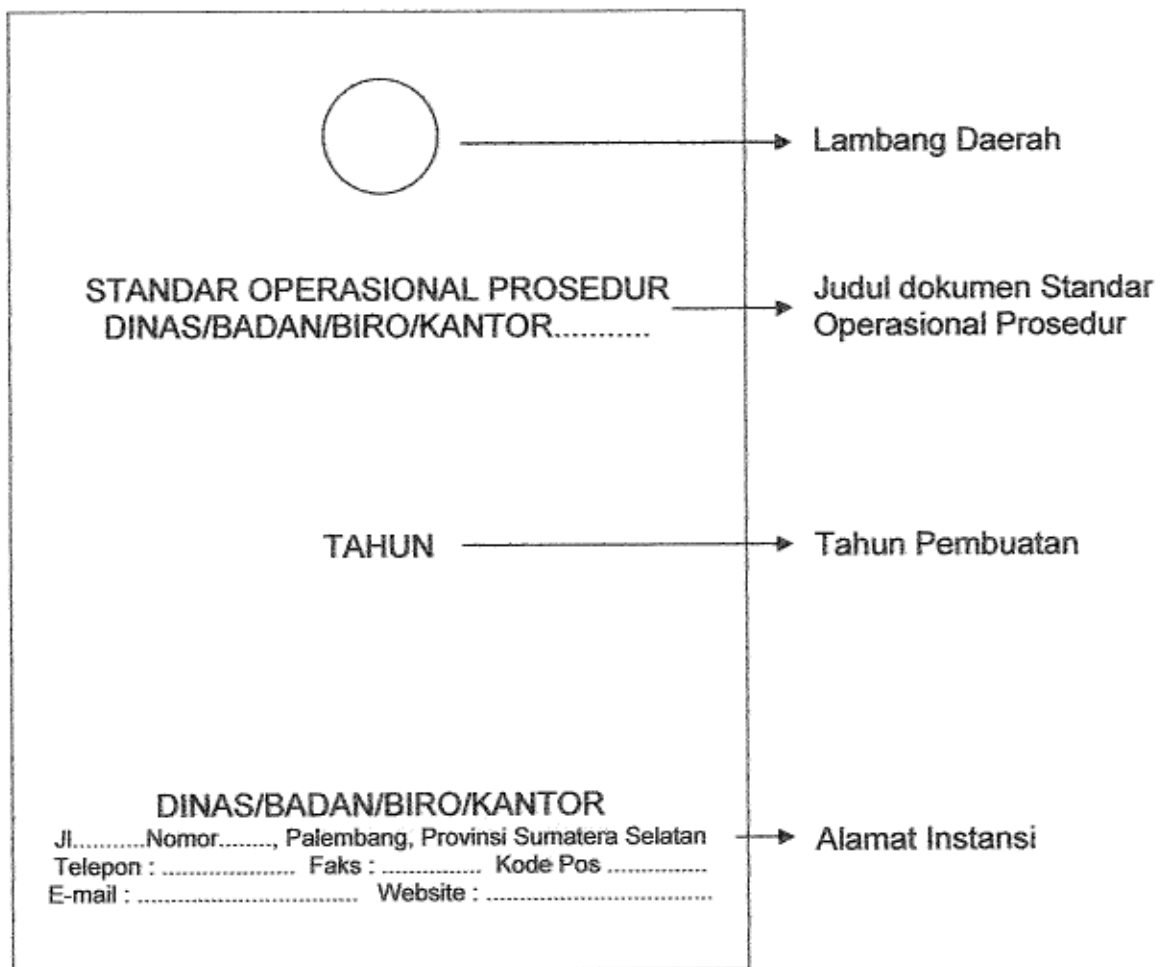 Lambang Daerah
STANDAR OPERASIONAL PROSEDUR
DINAS/BADAN/BIRO/KANTOR...........
Judul dokumen Standar
Operasional Prosedur
TAHUN
Tahun Pembuatan
DINAS/BADAN/BIRO/KANTOR
Jl...........Nomor........, Palembang, Provinsi Sumatera Selatan
Telepon : ..................... Faks : ................ Kode Pos ................
E-mail : ................................... Website : ....................................
Alamat Instansi